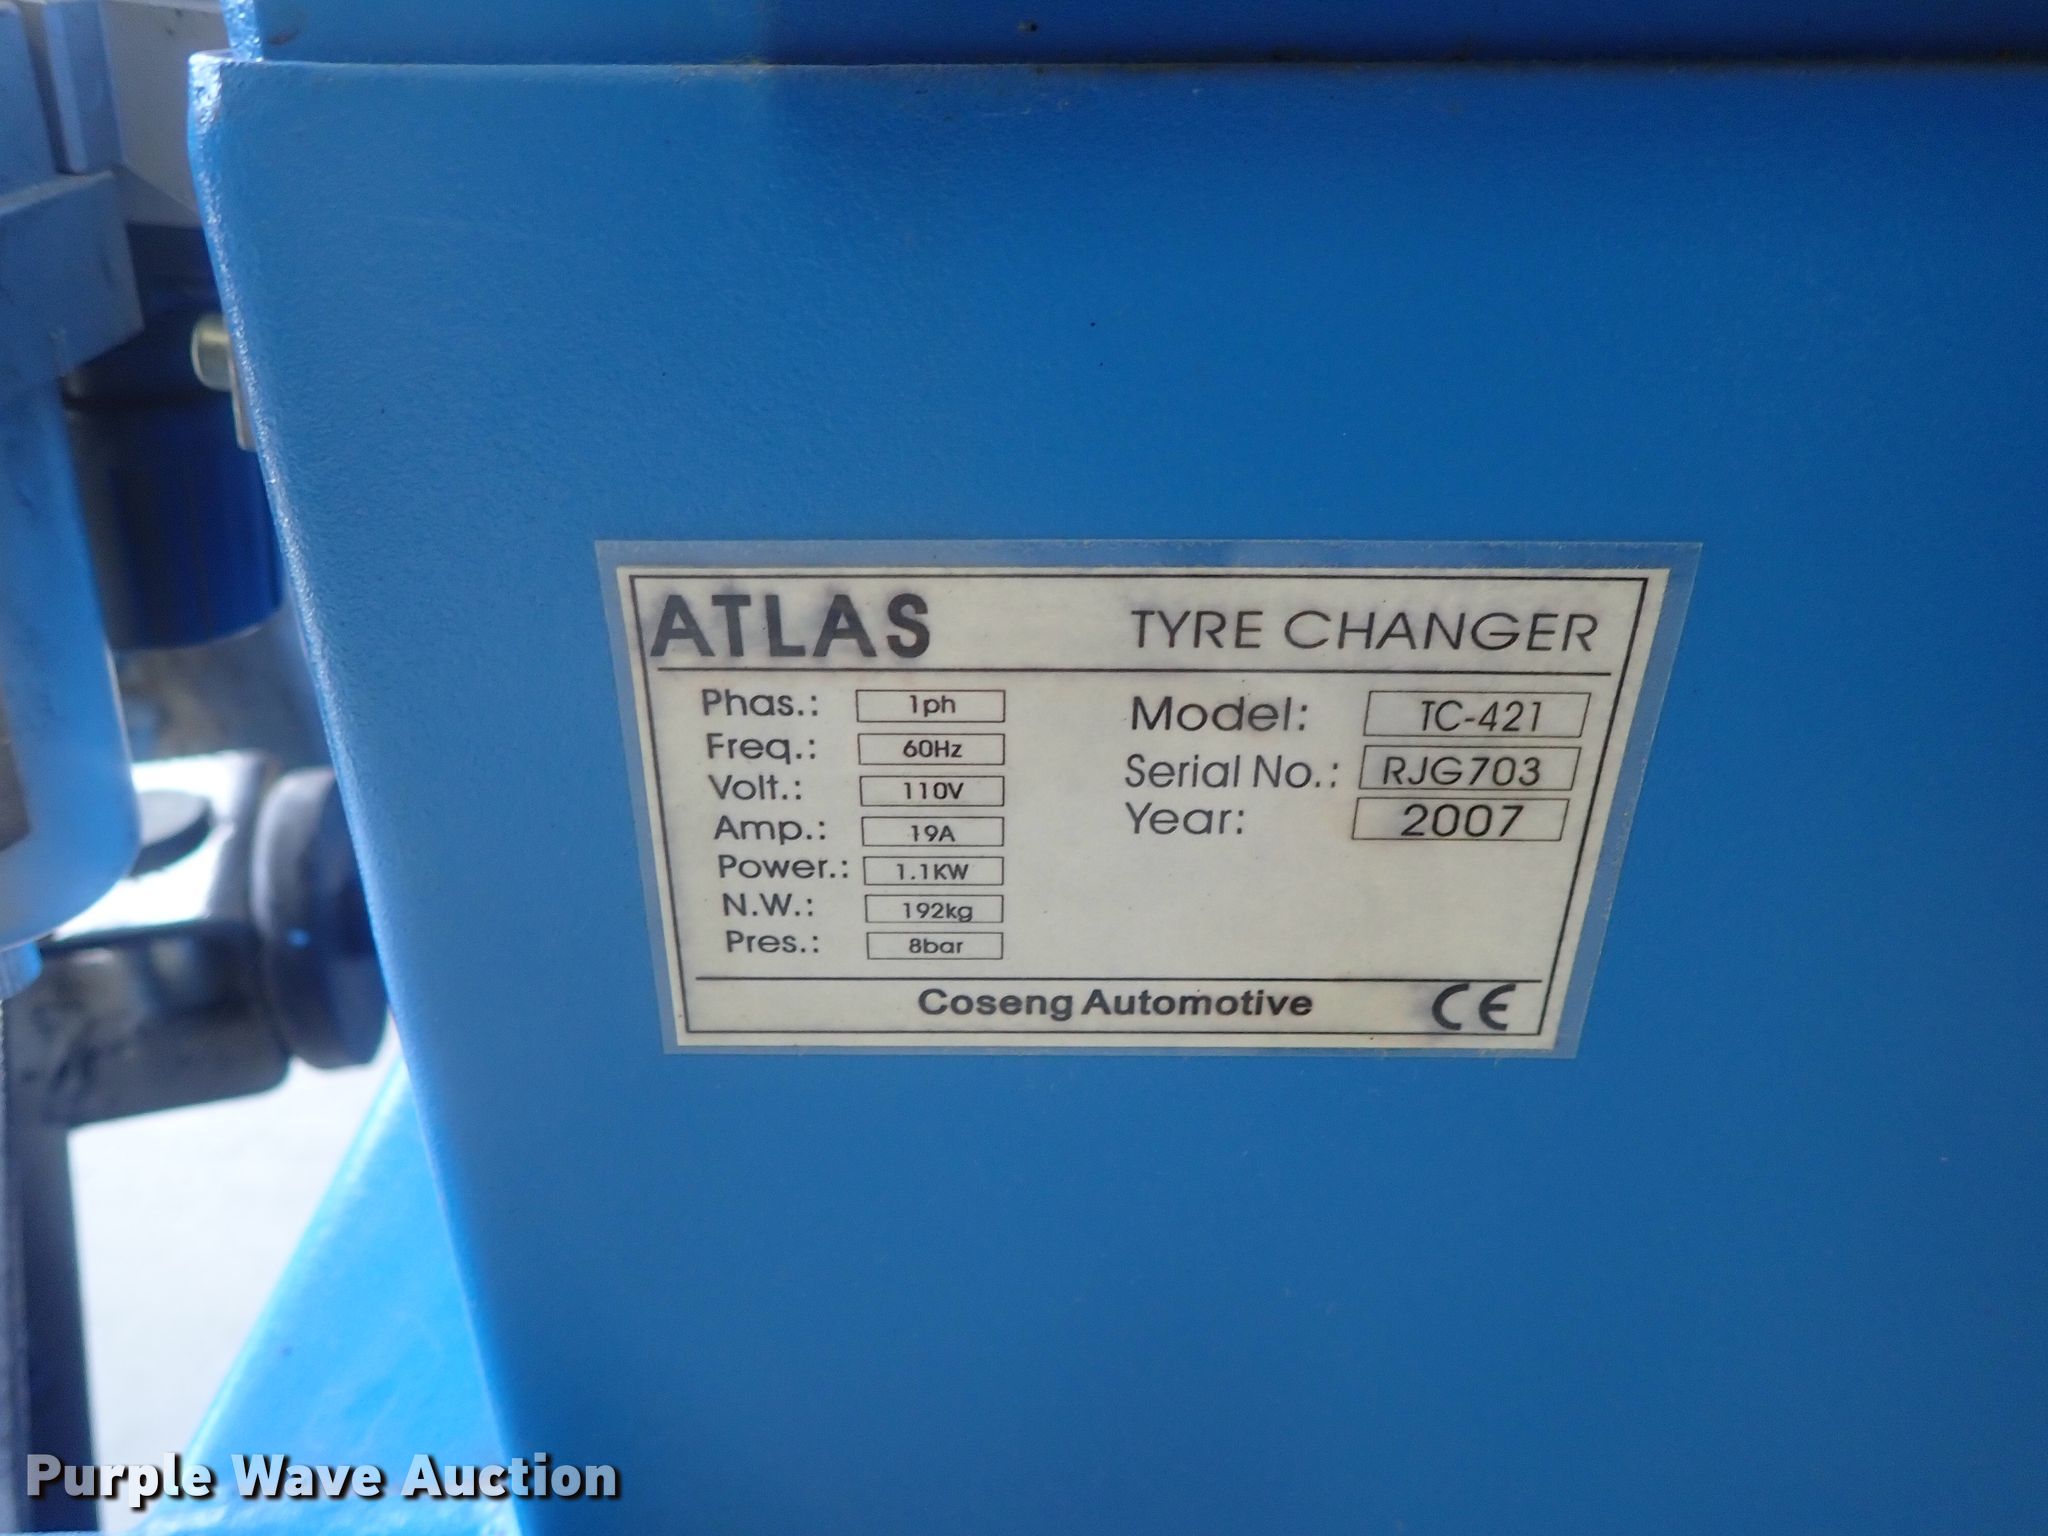 ATLAS TYRE CHANGER
Phas.: 1ph
Freq.: 60Hz
Volt.: 110V
Amp.: 19A
Power.: 1.1KW
N.W.: 192kg
Pres.: 8bar
Model: TC-421
Serial No.: RJG703
Year: 2007
Coseng Automotive CE
Purple Wave Auction